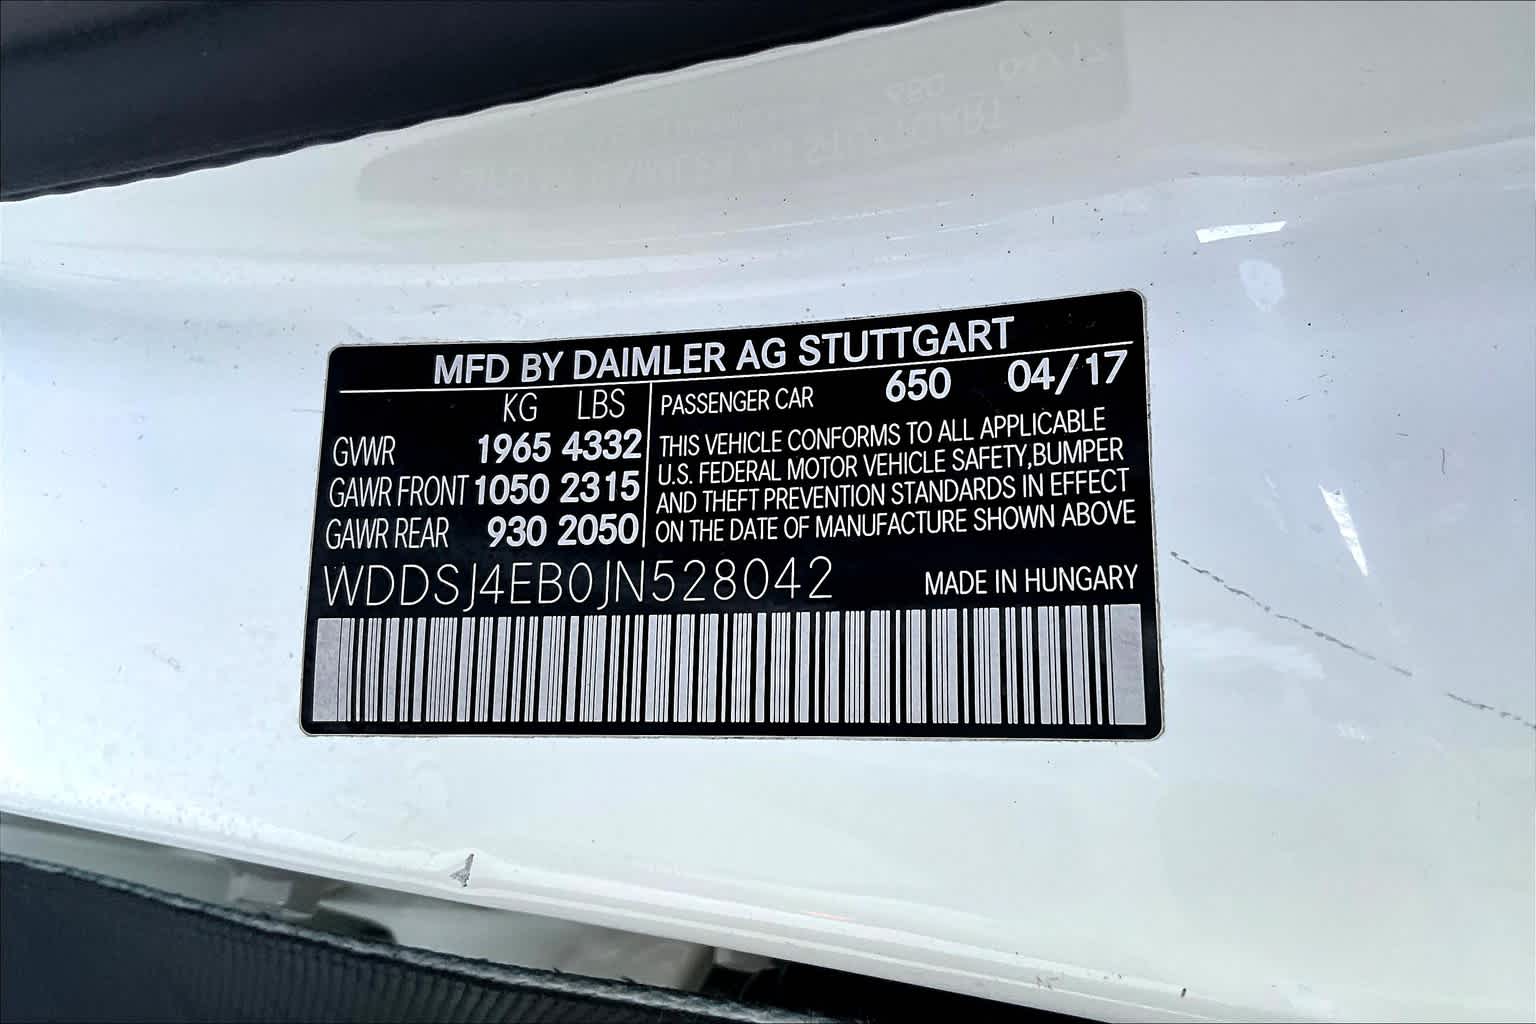 MFD BY DAIMLER AG STUTTGART
KG LBS
GVWR 1965 4332
GAWR FRONT 1050 2315
GAWR REAR 930 2050
PASSENGER CAR 650 04/17
THIS VEHICLE CONFORMS TO ALL APPLICABLE
U.S. FEDERAL MOTOR VEHICLE SAFETY,BUMPER
AND THEFT PREVENTION STANDARDS IN EFFECT
ON THE DATE OF MANUFACTURE SHOWN ABOVE
WDDSJ4EB0JN528042
MADE IN HUNGARY